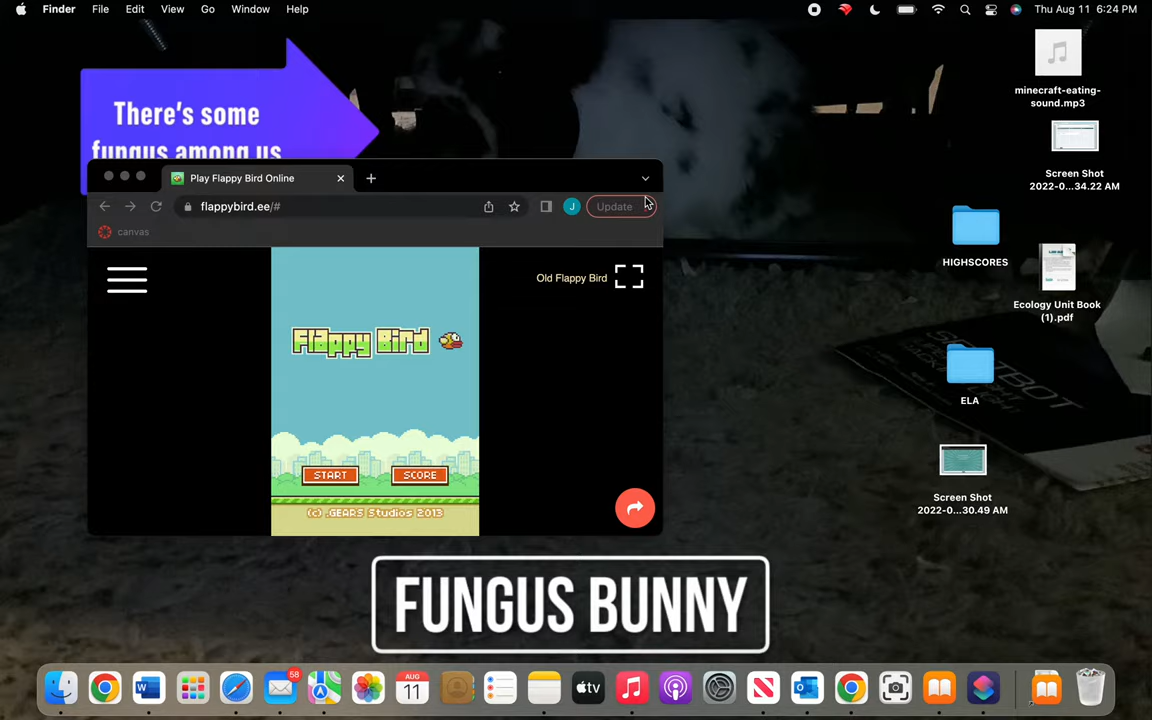 Finder File Edit View Go Window Help Thu Aug 11 6:24 PM
There's some
fungus among us
Play Flappy Bird Online
flappybird.ee/#
J
Update
canvas
Old Flappy Bird
Flappy Bird
START SCORE
(c) .GEARS Studios 2013
minecraft-eating-
sound.mp3
Screen Shot
2022-0...34.22 AM
HIGHSCORES
Ecology Unit Book
(1).pdf
ELA
Screen Shot
2022-0...30.49 AM
FUNGUS BUNNY
58
AUG
11
tv